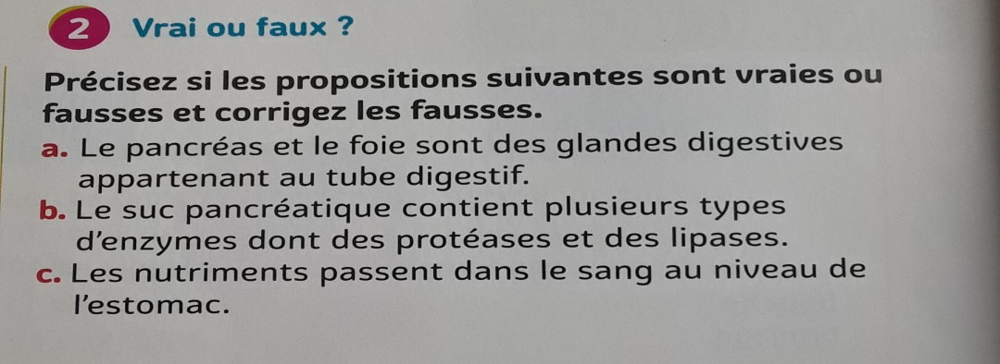 2 Vrai ou faux ?
Précisez si les propositions suivantes sont vraies ou
fausses et corrigez les fausses.
a. Le pancréas et le foie sont des glandes digestives
appartenant au tube digestif.
b. Le suc pancréatique contient plusieurs types
d'enzymes dont des protéases et des lipases.
c. Les nutriments passent dans le sang au niveau de
l'estomac.